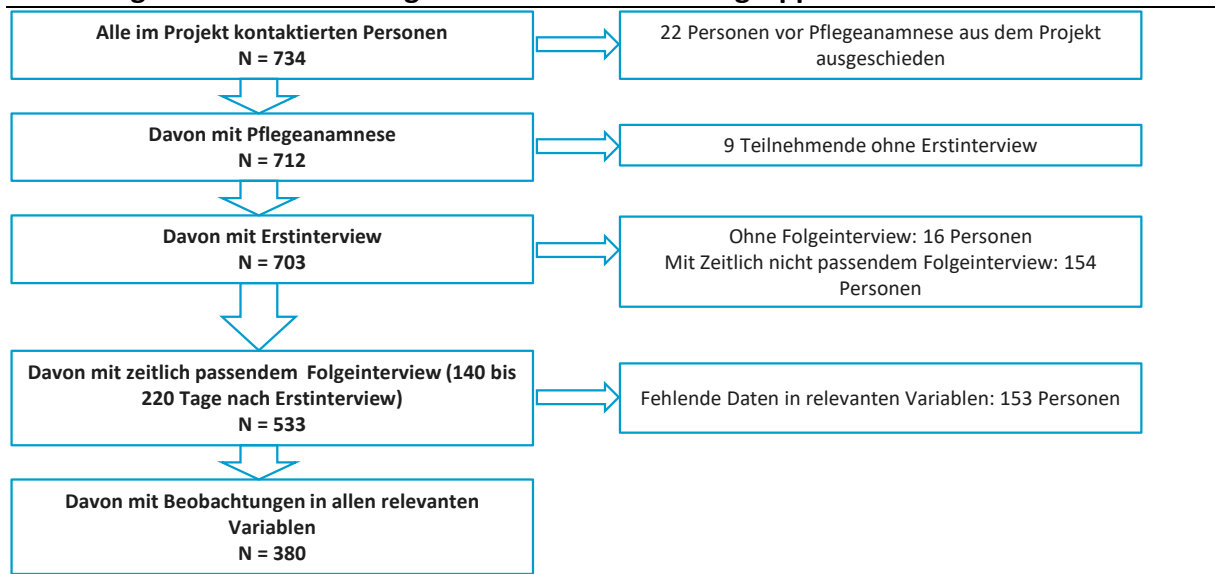 Alle im Projekt kontaktierten Personen
N = 734
22 Personen vor Pflegeanamnese aus dem Projekt
ausgeschieden
Davon mit Pflegeanamnese
N = 712
9 Teilnehmende ohne Erstinterview
Davon mit Erstinterview
N = 703
Ohne Folgeinterview: 16 Personen
Mit Zeitlich nicht passendem Folgeinterview: 154
Personen
Davon mit zeitlich passendem Folgeinterview (140 bis
220 Tage nach Erstinterview)
N = 533
Fehlende Daten in relevanten Variablen: 153 Personen
Davon mit Beobachtungen in allen relevanten
Variablen
N = 380